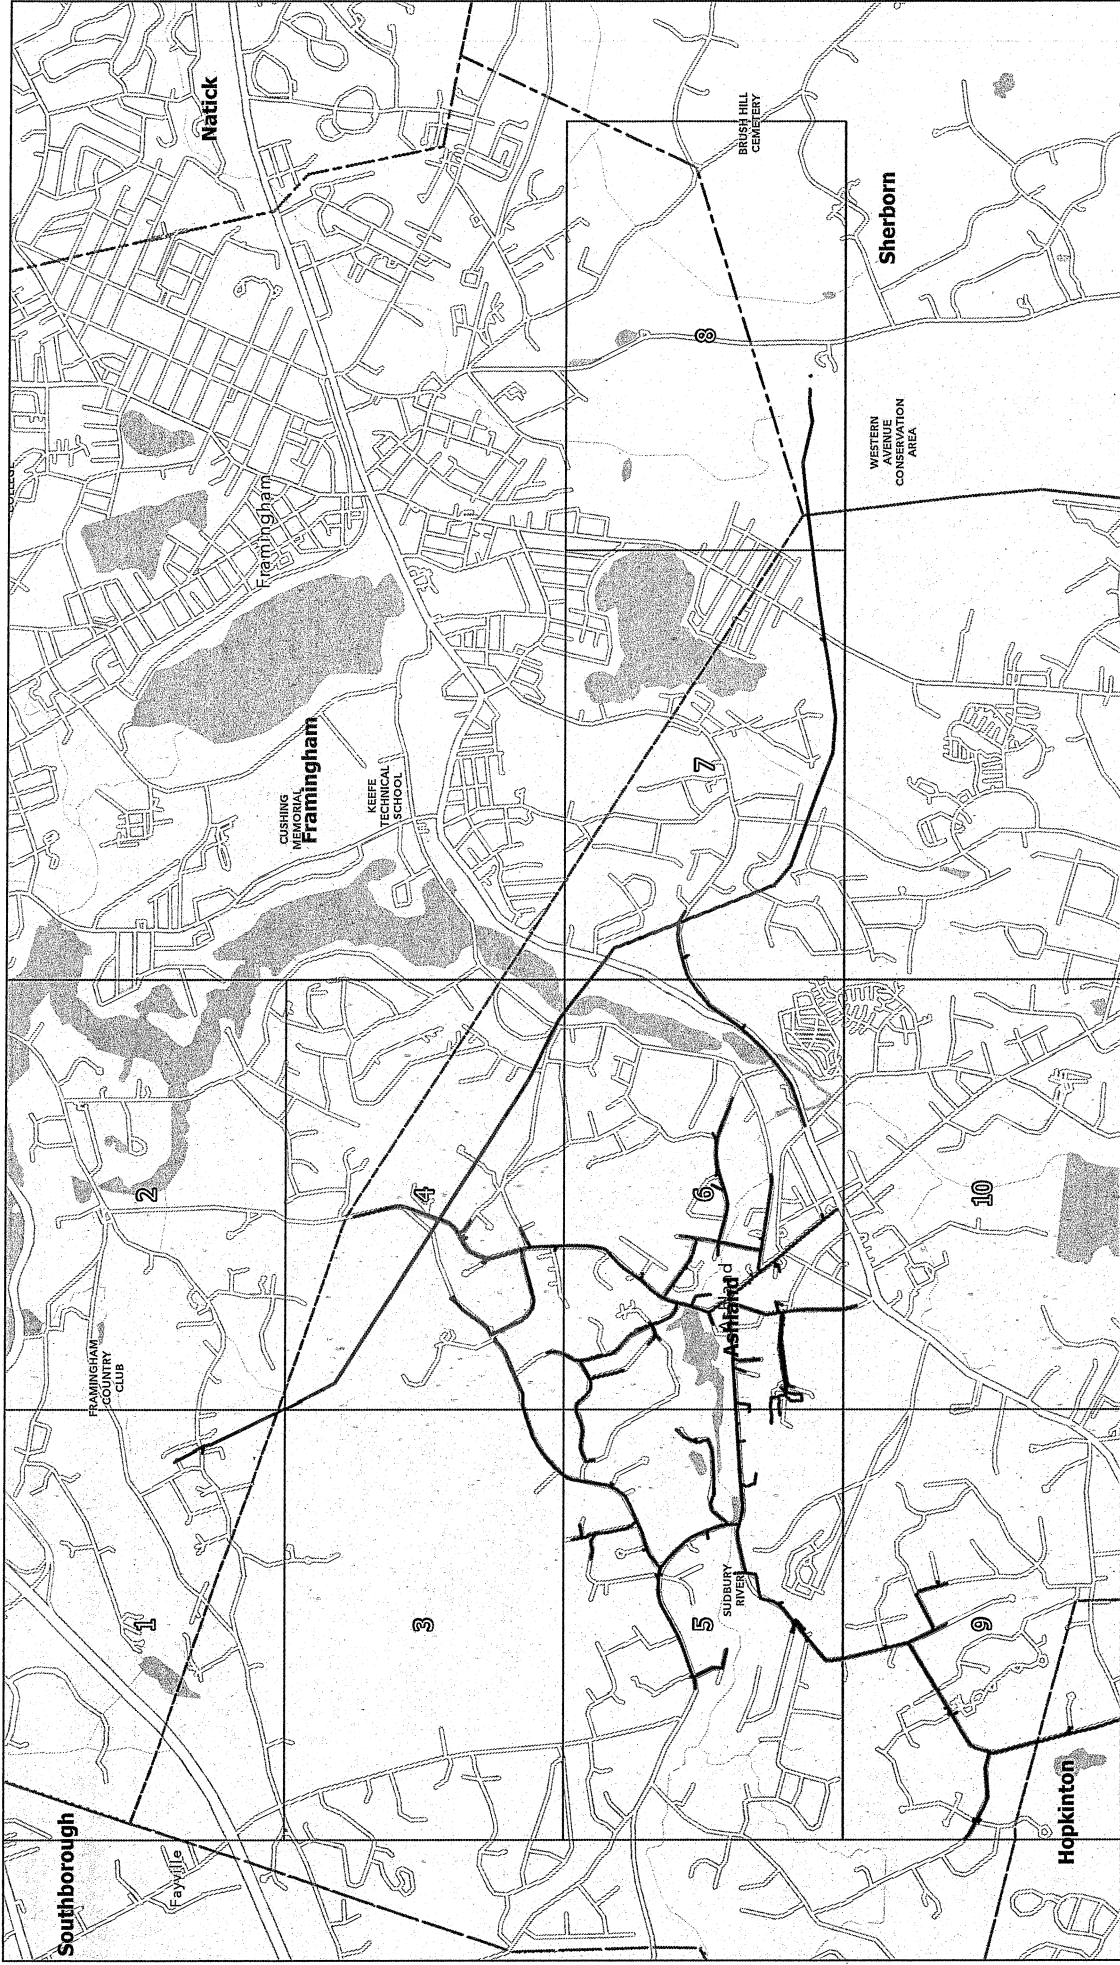 Natick
BRUSH HILL
CEMETERY
Sherborn
8
WESTERN
AVENUE
CONSERVATION
AREA
Framingham
CUSHING
MEMORIAL
Framingham
KEEFE
TECHNICAL
SCHOOL
7
2
4
6
10
FRAMINGHAM
COUNTRY
CLUB
Ashland
1
3
5
SUDBURY
RIVER
9
Southborough
Fayville
Hopkinton